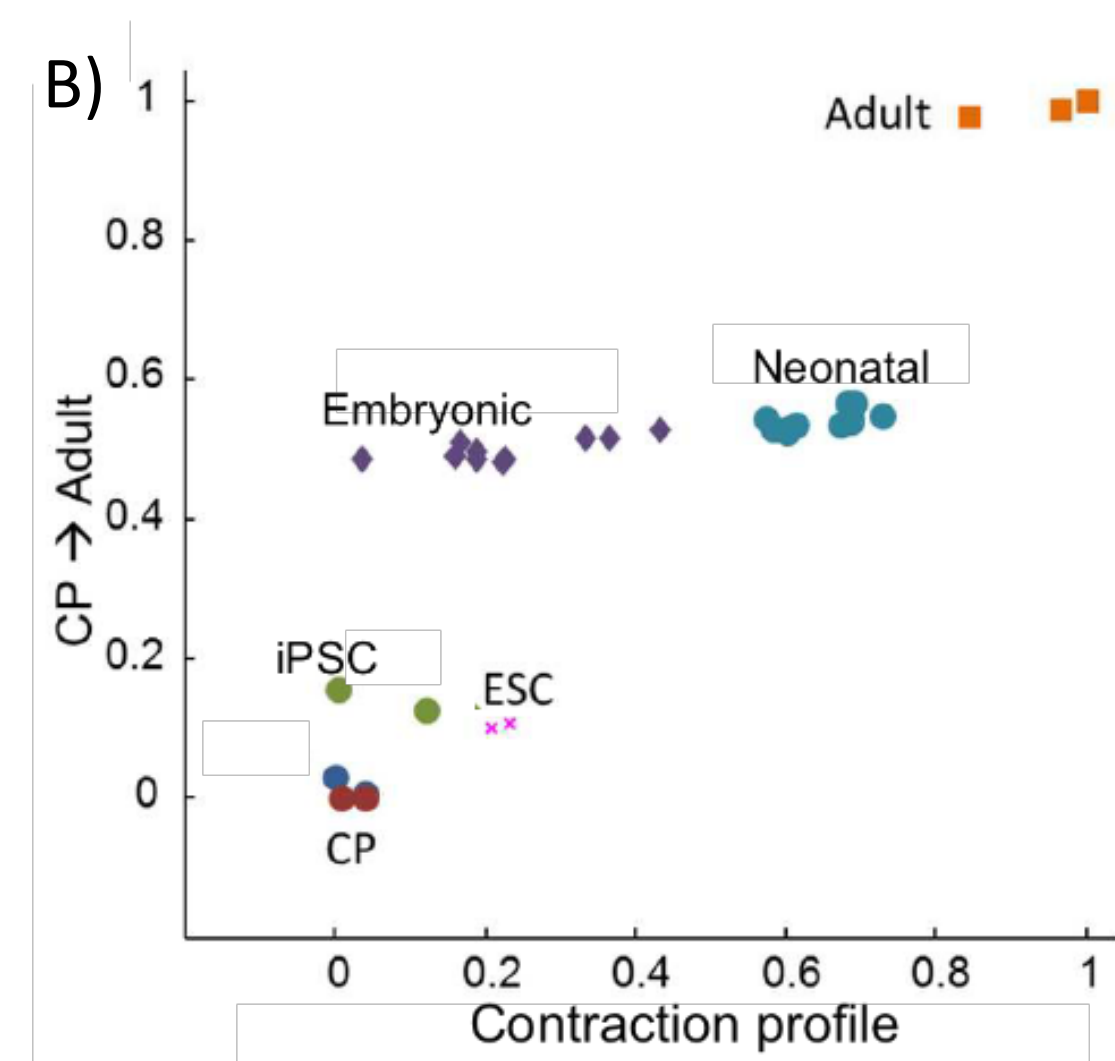 B)
1
Adult
0.8
0.6
Neonatal
Embryonic
CP → Adult
0.4
0.2
iPSC
ESC
0
CP
0 0.2 0.4 0.6 0.8 1
Contraction profile